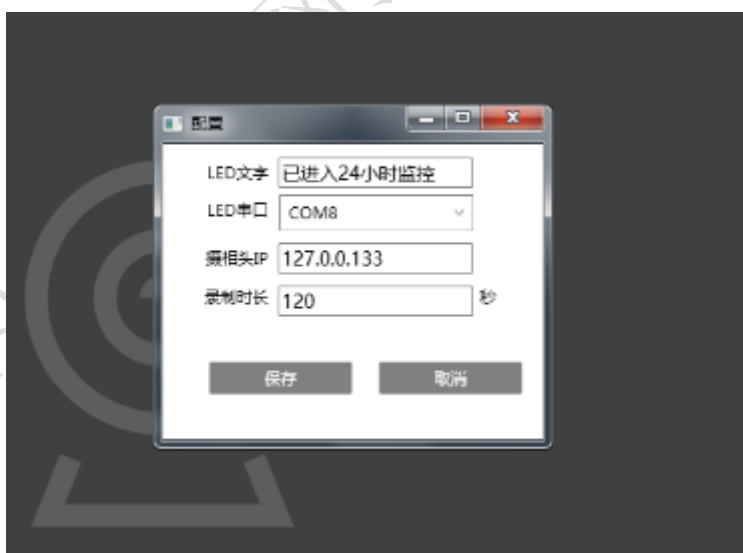 配置
LED文字 已进入24小时监控
LED串口 COM8
摄相头IP 127.0.0.133
录制时长 120 秒
保存 取消